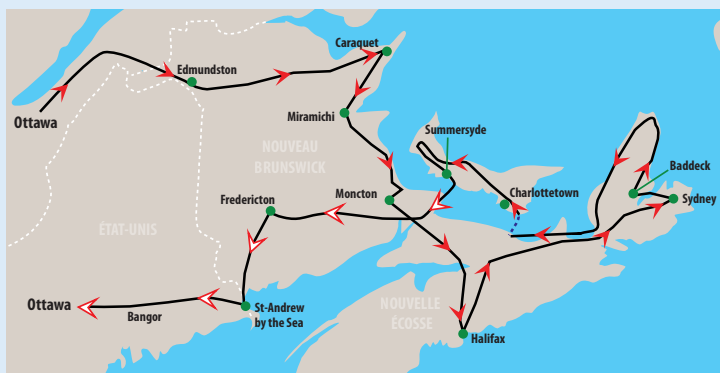 Caraquet
Edmundston
Ottawa
Miramichi
Summersyde
NOUVEAU
BRUNSWICK
Baddeck
Fredericton
Moncton
Charlottetown
Sydney
ÉTAT-UNIS
Ottawa
Bangor
St-Andrew
by the Sea
NOUVELLE
ÉCOSSE
Halifax